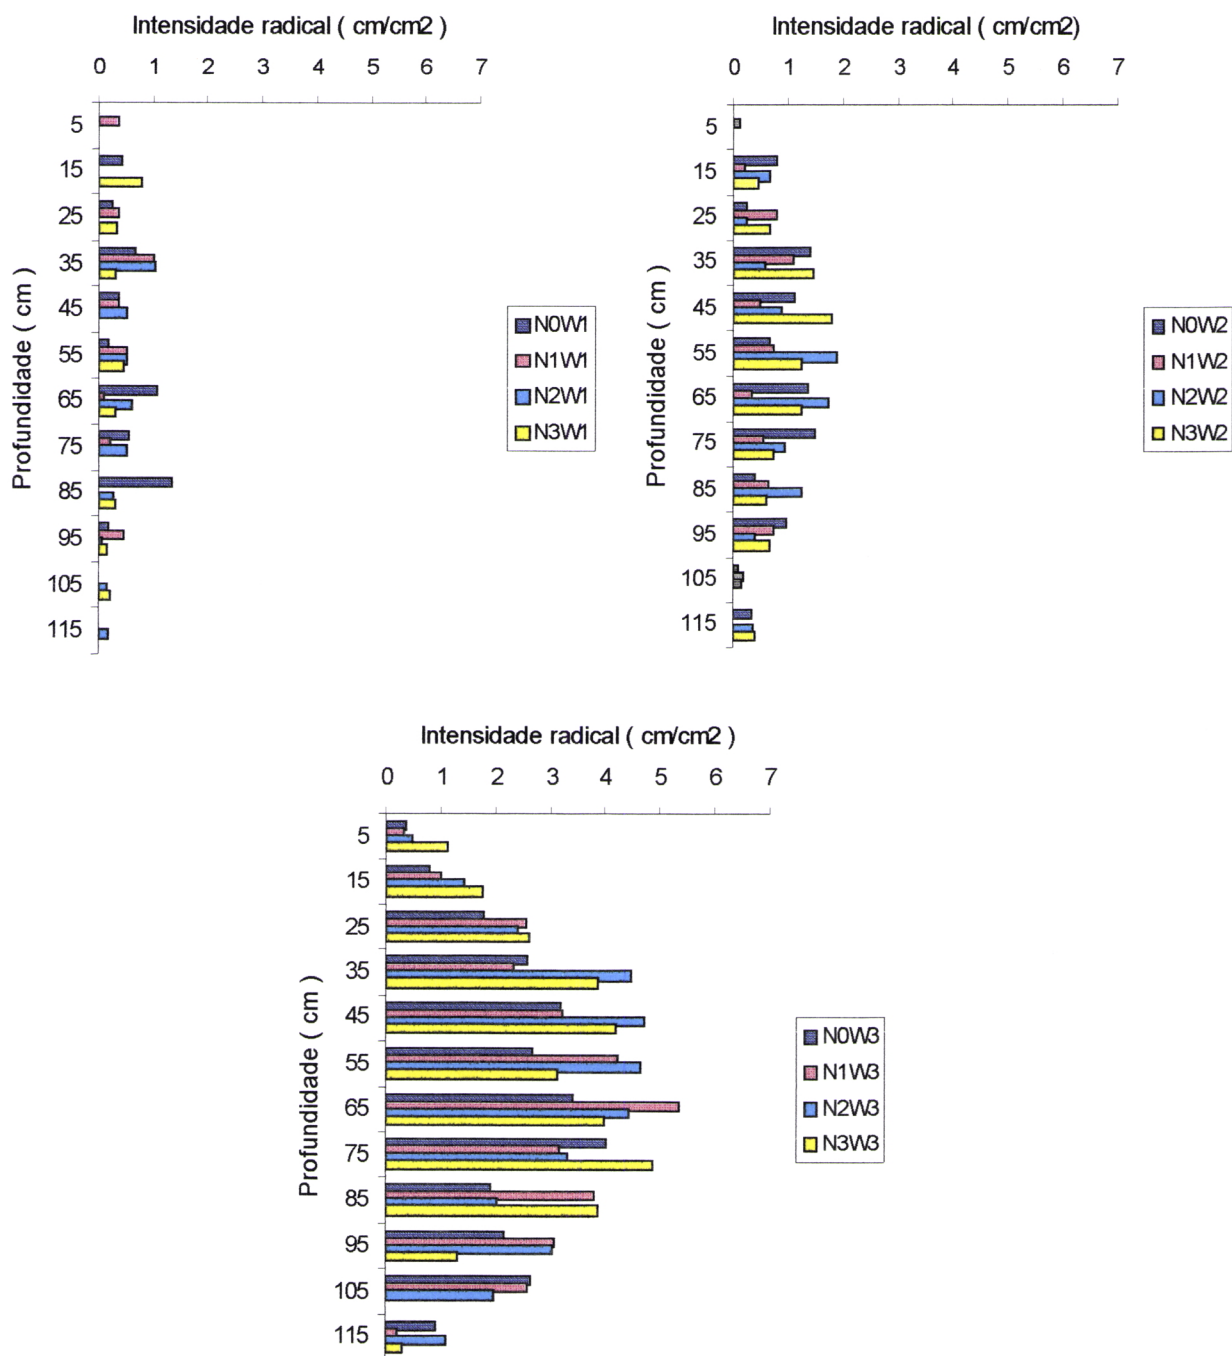 Intensidade radical ( cm/cm2 )
0 1 2 3 4 5 6 7
Profundidade ( cm )
5
15
25
35
45
55
65
75
85
95
105
115
N0W1
N1W1
N2W1
N3W1
Intensidade radical ( cm/cm2)
0 1 2 3 4 5 6 7
Profundidade ( cm )
5
15
25
35
45
55
65
75
85
95
105
115
N0W2
N1W2
N2W2
N3W2
Intensidade radical ( cm/cm2 )
0 1 2 3 4 5 6 7
Profundidade ( cm )
5
15
25
35
45
55
65
75
85
95
105
115
N0W3
N1W3
N2W3
N3W3